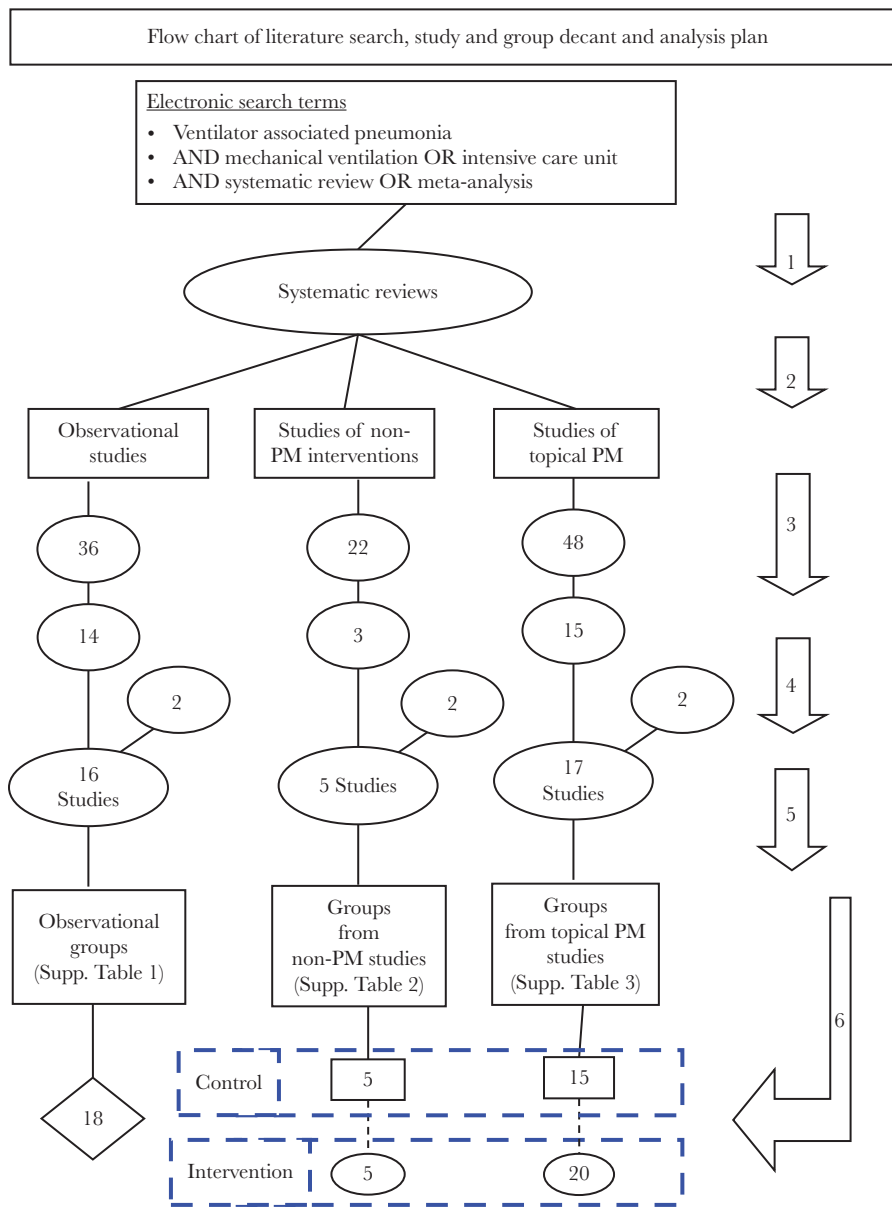 Flow chart of literature search, study and group decant and analysis plan
Electronic search terms
• Ventilator associated pneumonia
• AND mechanical ventilation OR intensive care unit
• AND systematic review OR meta-analysis
1
Systematic reviews
2
Observational
studies
Studies of non-
PM interventions
Studies of
topical PM
3
36
22
48
14
3
15
4
2
2
2
16
Studies
5 Studies
17
Studies
5
Observational
groups
(Supp. Table 1)
Groups
from
non-PM studies
(Supp. Table 2)
Groups
from topical PM
studies
(Supp. Table 3)
6
Control
5
15
18
Intervention
5
20